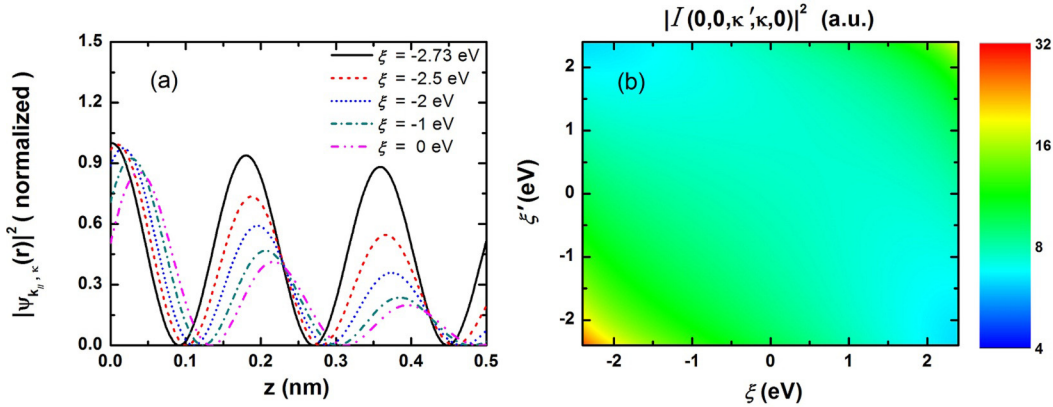 (a)
ξ = -2.73 eV
ξ = -2.5 eV
ξ = -2 eV
ξ = -1 eV
ξ = 0 eV
1.5
1.2
0.9
0.6
0.3
0.0
0.0 0.1 0.2 0.3 0.4 0.5
z (nm)
|ψk//, κ(r)|² ( normalized )
|I (0,0,κ′,κ,0)|² (a.u.)
(b)
2
1
0
-1
-2
-2 -1 0 1 2
ξ′(eV)
ξ (eV)
32
16
8
4